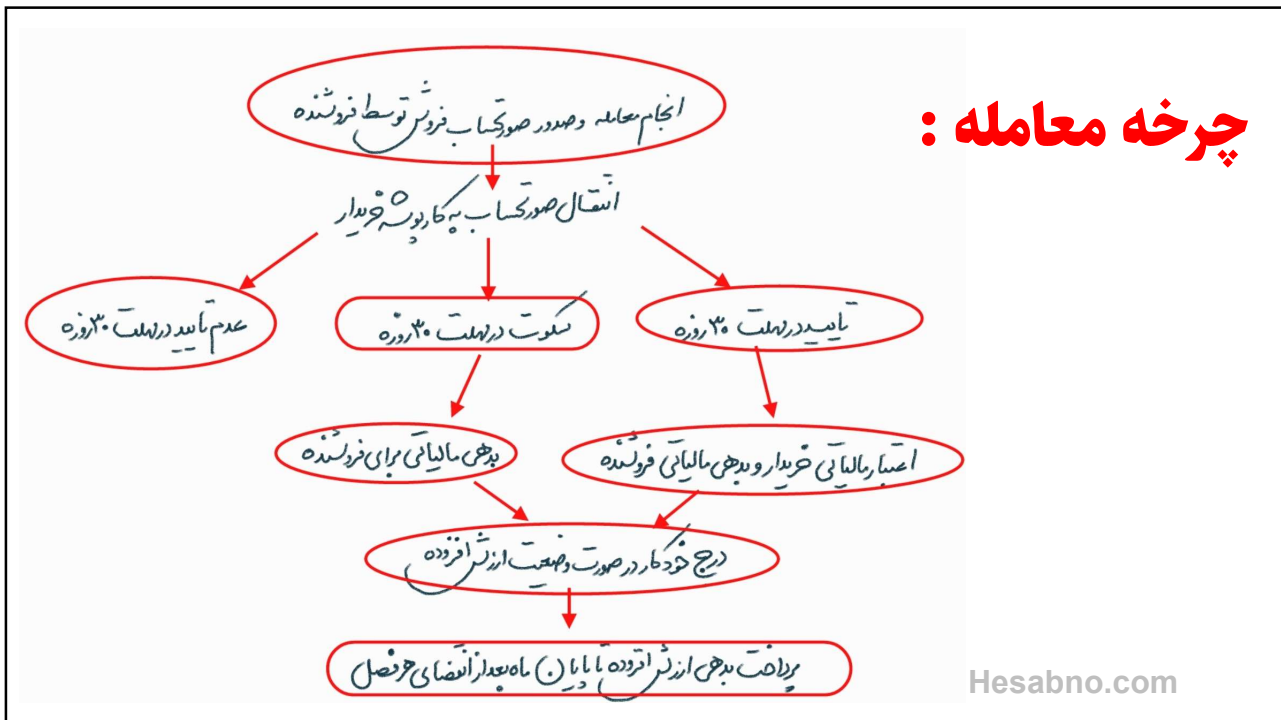 چرخه معامله :
انجام معامله و صدور صورتحساب فروش توسط فروشنده
انتقال صورتحساب به کارپوشه خریدار
تایید در مهلت ۳۰ روزه
سکوت در مهلت ۳۰ روزه
عدم تایید در مهلت ۳۰ روزه
اعتبار مالیاتی خریدار و بدهی مالیاتی فروشنده
بدهی مالیاتی برای فروشنده
درج خودکار در صورت وضعیت ارزش افزوده
پرداخت بدهی ارزش افزوده تا پایان ماه بعد از انقضای هر فصل
Hesabno.com